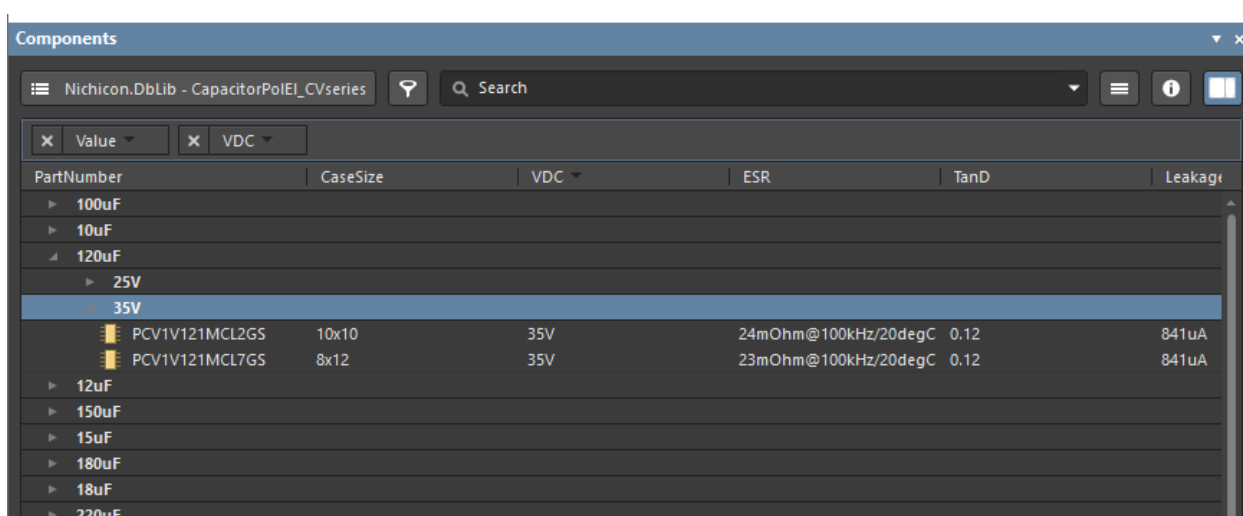 Components
Nichicon.DbLib - CapacitorPolEl_CVseries Search
Value VDC
PartNumber CaseSize VDC ESR TanD Leakage
100uF
10uF
120uF
25V
35V
PCV1V121MCL2GS 10x10 35V 24mOhm@100kHz/20degC 0.12 841uA
PCV1V121MCL7GS 8x12 35V 23mOhm@100kHz/20degC 0.12 841uA
12uF
150uF
15uF
180uF
18uF
220uF